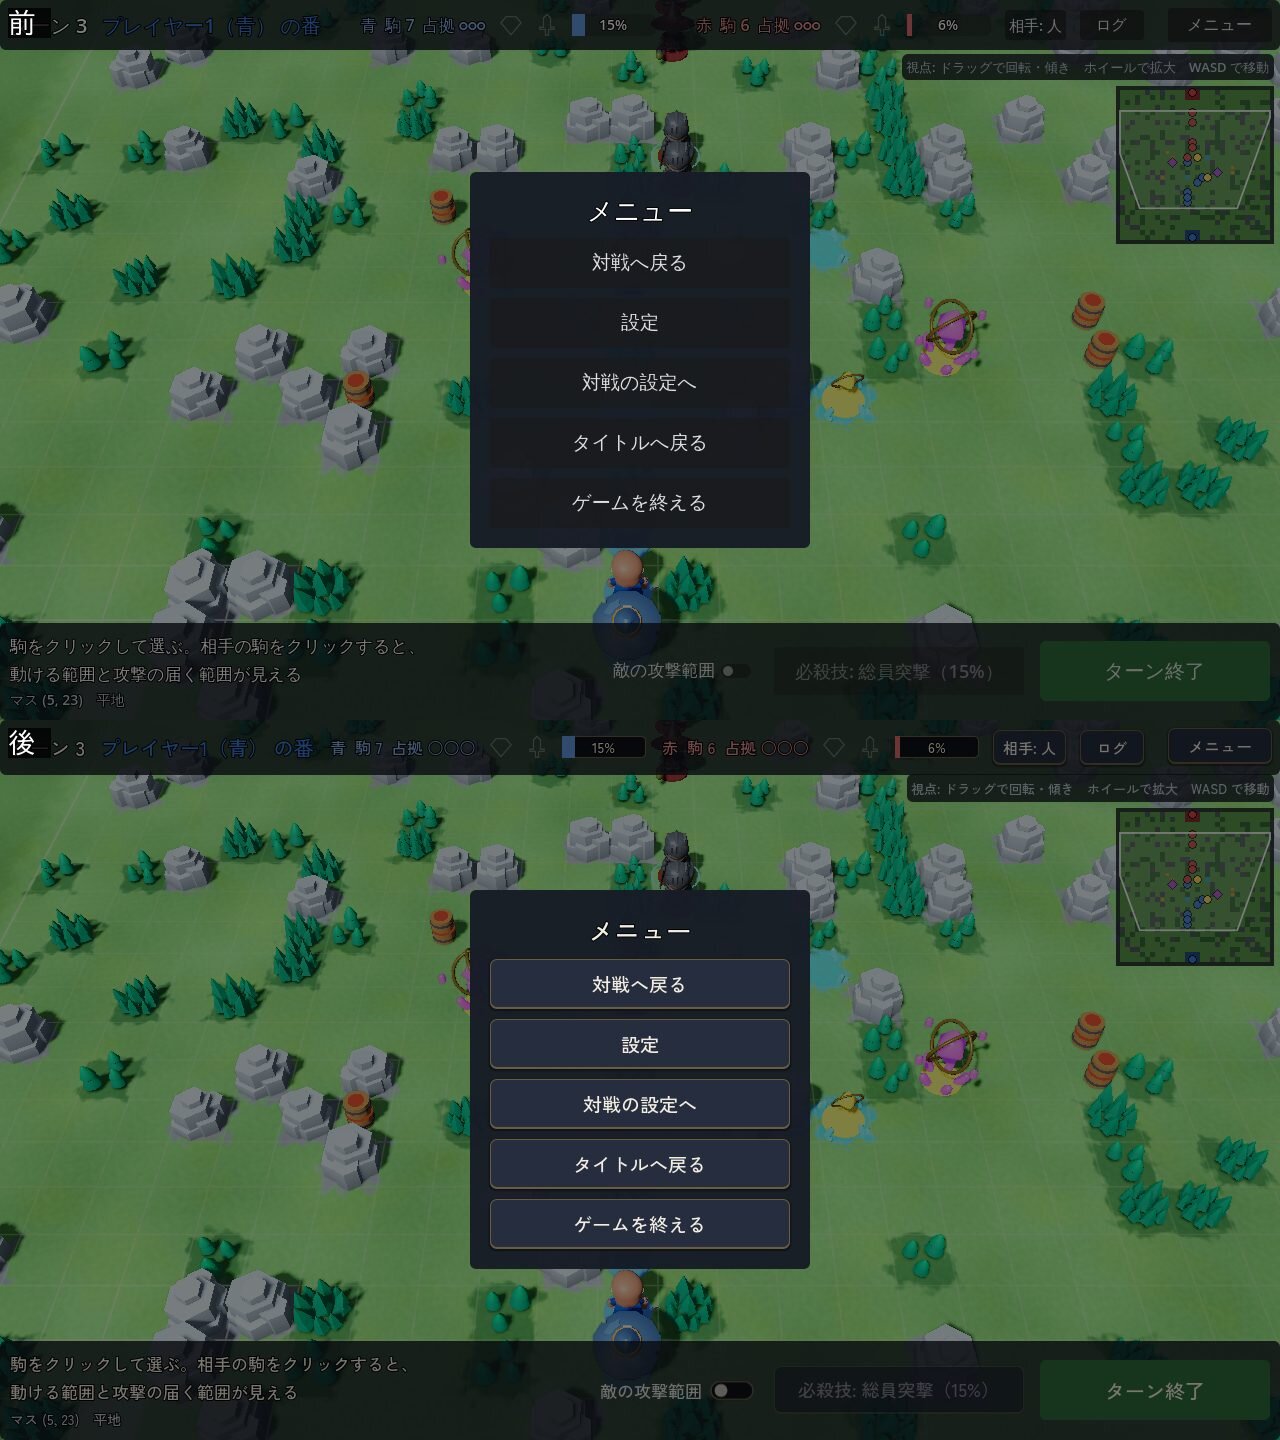 前
ン 3 プレイヤー1（青） の番 青 駒 7 占拠 ○○○ 15% 赤 駒 6 占拠 ○○○ 6% 相手: 人 ログ メニュー
視点: ドラッグで回転・傾き ホイールで拡大 WASD で移動
メニュー
対戦へ戻る
設定
対戦の設定へ
タイトルへ戻る
ゲームを終える
駒をクリックして選ぶ。相手の駒をクリックすると、
動ける範囲と攻撃の届く範囲が見える
マス (5, 23) 平地
敵の攻撃範囲 必殺技: 総員突撃（15%） ターン終了
後
ン 3 プレイヤー1（青） の番 青 駒 7 占拠 〇〇〇 15% 赤 駒 6 占拠 〇〇〇 6% 相手: 人 ログ メニュー
視点: ドラッグで回転・傾き ホイールで拡大 WASD で移動
メニュー
対戦へ戻る
設定
対戦の設定へ
タイトルへ戻る
ゲームを終える
駒をクリックして選ぶ。相手の駒をクリックすると、
動ける範囲と攻撃の届く範囲が見える
マス (5, 23) 平地
敵の攻撃範囲 必殺技: 総員突撃（15%） ターン終了